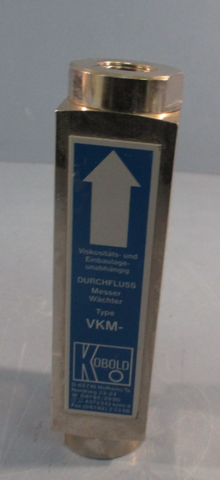 Viskositäts- und
Einbaulage-
unabhängig
DURCHFLUSS
Messer
Wächter
Type
VKM-
KOBOLD